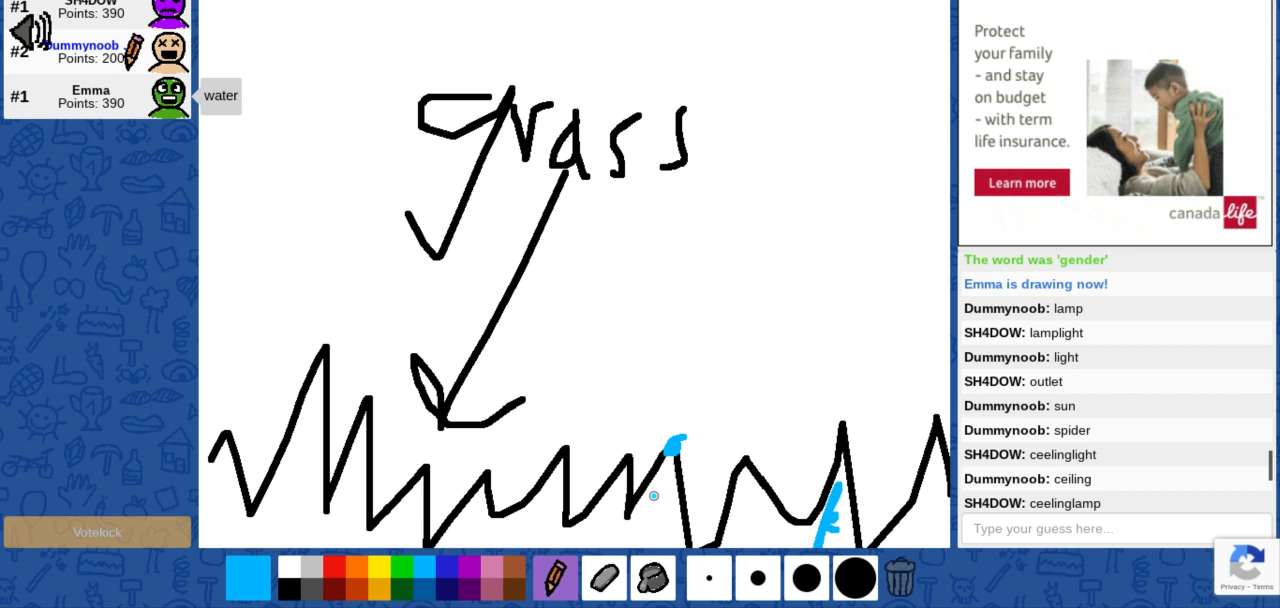 #1
SH4DOW
Points: 390
#2
Dummynoob
Points: 200
#1
Emma
Points: 390
water
Votekick
grass
Protect
your family
- and stay
on budget
- with term
life insurance.
Learn more
canada life™
The word was 'gender'
Emma is drawing now!
Dummynoob: lamp
SH4DOW: lamplight
Dummynoob: light
SH4DOW: outlet
Dummynoob: sun
Dummynoob: spider
SH4DOW: ceelinglight
Dummynoob: ceiling
SH4DOW: ceelinglamp
Type your guess here...
Privacy - Terms